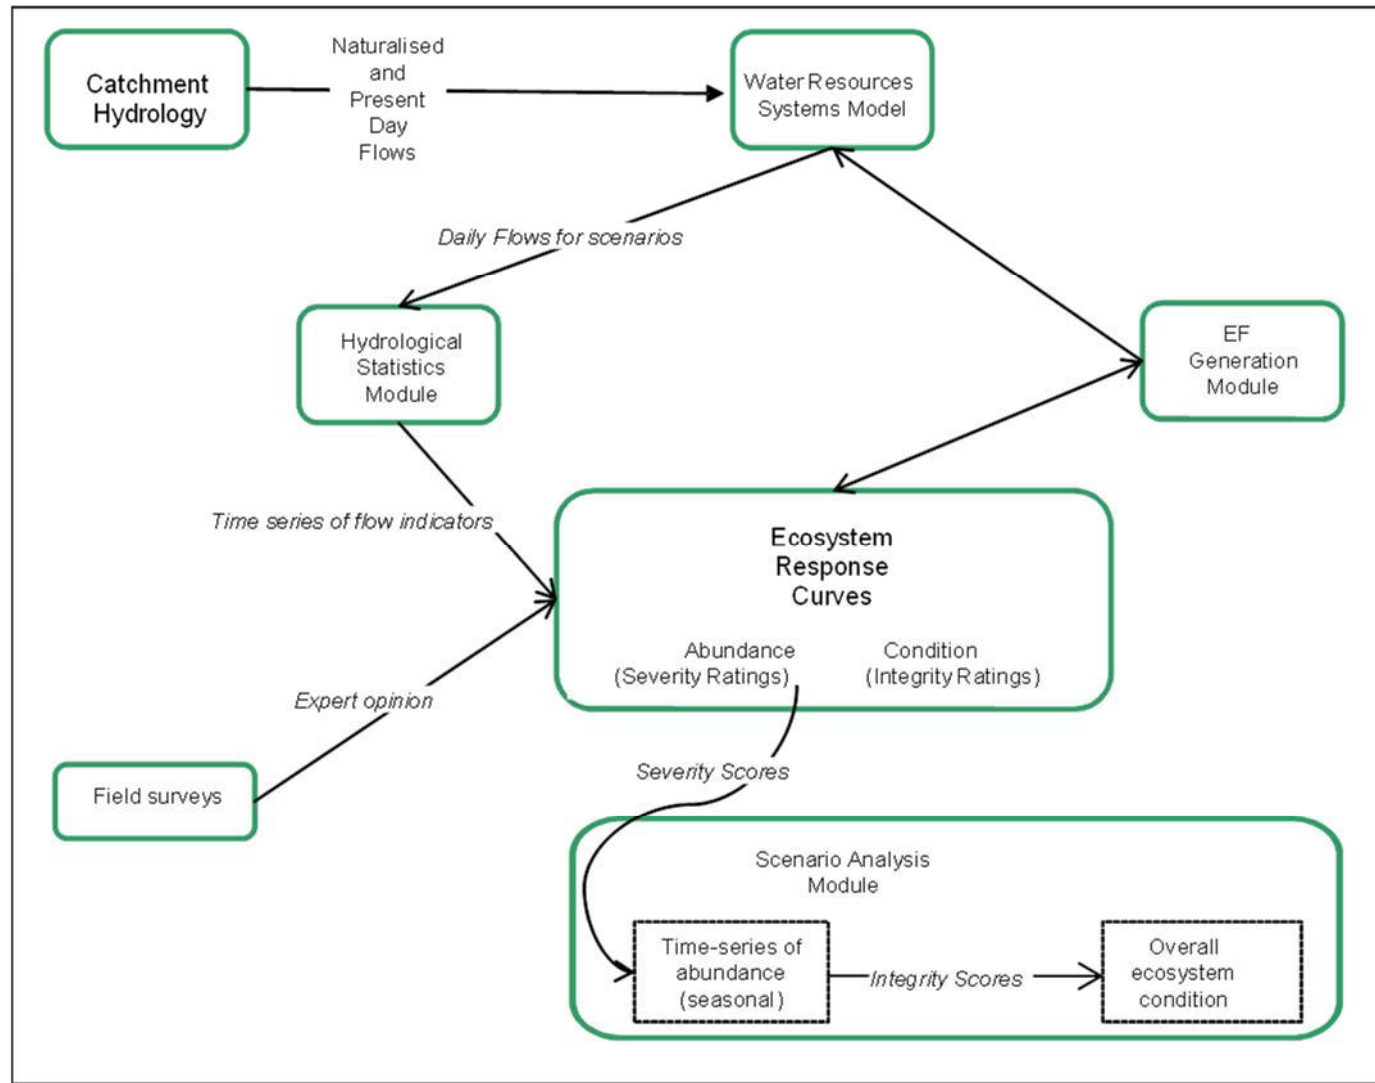 Catchment
Hydrology
Naturalised
and
Present
Day
Flows
Water Resources
Systems Model
Daily Flows for scenarios
Hydrological
Statistics
Module
EF
Generation
Module
Time series of flow indicators
Ecosystem
Response
Curves
Abundance
(Severity Ratings)
Condition
(Integrity Ratings)
Expert opinion
Field surveys
Severity Scores
Scenario Analysis
Module
Time-series of
abundance
(seasonal)
Integrity Scores
Overall
ecosystem
condition